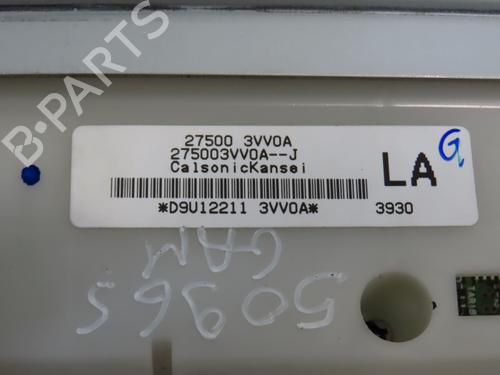 B-PARTS
27500 3VV0A
275003VV0A--J
CalsonicKansei
LA
G
*D9U12211 3VV0A*
3930
50965
GAM